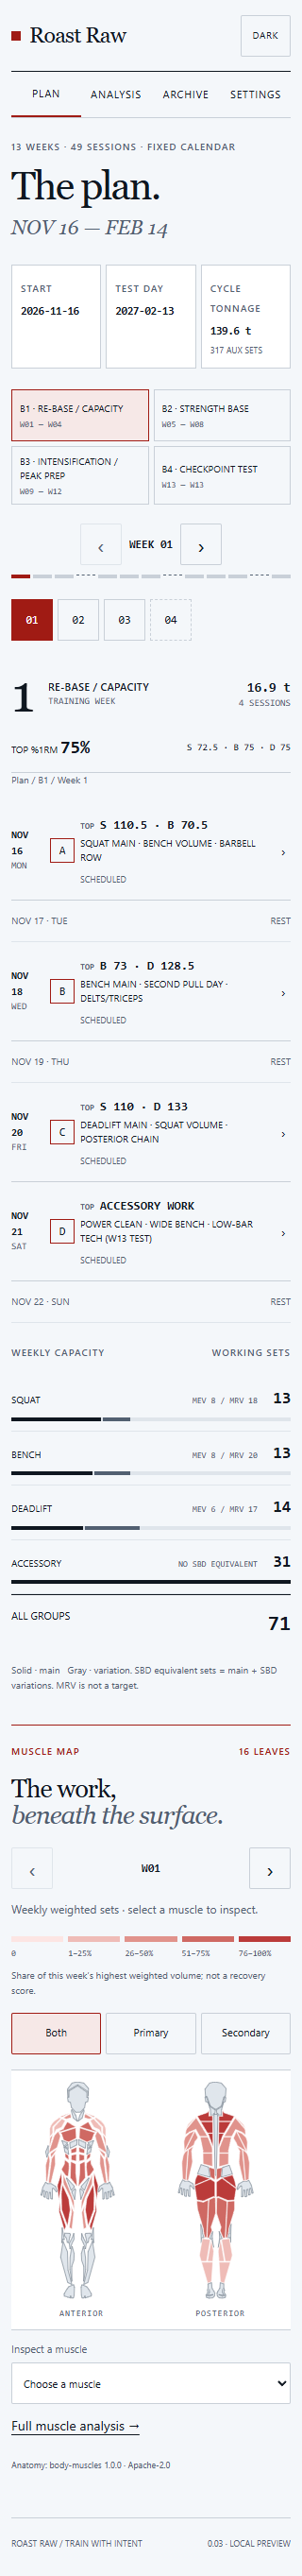 Roast Raw
DARK
PLAN
ANALYSIS
ARCHIVE
SETTINGS
13 WEEKS · 49 SESSIONS · FIXED CALENDAR
The plan.
NOV 16 — FEB 14
START
2026-11-16
TEST DAY
2027-02-13
CYCLE
TONNAGE
139.6 t
317 AUX SETS
B1 · RE-BASE / CAPACITY
W01 — W04
B2 · STRENGTH BASE
W05 — W08
B3 · INTENSIFICATION /
PEAK PREP
W09 — W12
B4 · CHECKPOINT TEST
W13 — W13
‹
WEEK 01
›
01
02
03
04
1
RE-BASE / CAPACITY
TRAINING WEEK
16.9 t
4 SESSIONS
TOP %1RM 75%
S 72.5 · B 75 · D 75
Plan / B1 / Week 1
NOV
16
MON
A
TOP S 110.5 · B 70.5
SQUAT MAIN · BENCH VOLUME · BARBELL
ROW
SCHEDULED
›
NOV 17 · TUE
REST
NOV
18
WED
B
TOP B 73 · D 128.5
BENCH MAIN · SECOND PULL DAY ·
DELTS/TRICEPS
SCHEDULED
›
NOV 19 · THU
REST
NOV
20
FRI
C
TOP S 110 · D 133
DEADLIFT MAIN · SQUAT VOLUME ·
POSTERIOR CHAIN
SCHEDULED
›
NOV
21
SAT
D
TOP ACCESSORY WORK
POWER CLEAN · WIDE BENCH · LOW-BAR
TECH (W13 TEST)
SCHEDULED
›
NOV 22 · SUN
REST
WEEKLY CAPACITY
WORKING SETS
SQUAT
MEV 8 / MRV 18
13
BENCH
MEV 8 / MRV 20
13
DEADLIFT
MEV 6 / MRV 17
14
ACCESSORY
NO SBD EQUIVALENT
31
ALL GROUPS
71
Solid · main Gray · variation. SBD equivalent sets = main + SBD
variations. MRV is not a target.
MUSCLE MAP
16 LEAVES
The work,
beneath the surface.
‹
W01
›
Weekly weighted sets · select a muscle to inspect.
0
1–25%
26–50%
51–75%
76–100%
Share of this week's highest weighted volume; not a recovery
score.
Both
Primary
Secondary
ANTERIOR
POSTERIOR
Inspect a muscle
Choose a muscle
Full muscle analysis →
Anatomy: body-muscles 1.0.0 · Apache-2.0
ROAST RAW / TRAIN WITH INTENT
0.03 · LOCAL PREVIEW